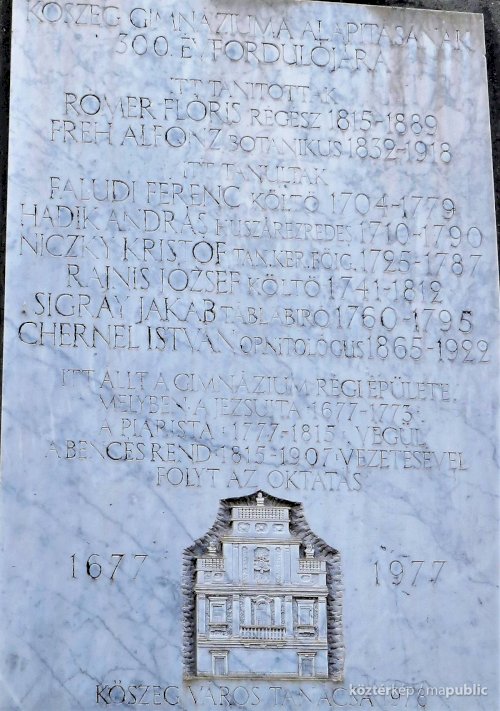 KŐSZEG GIMNÁZIUMA ALAPÍTÁSÁNAK
300. ÉVFORDULÓJÁRA
ITT TANÍTOTTAK
RÓMER FLÓRIS RÉGÉSZ 1815-1889
FREH ALFONZ BOTANIKUS 1832-1918
ITT TANULTAK
FALUDI FERENC KÖLTŐ 1704-1779
HADIK ANDRÁS HUSZÁREZREDES 1710-1790
NICZKY KRISTÓF TAN.KER.FŐIG. 1725-1787
RAJNIS JÓZSEF KÖLTŐ 1741-1812
SIGRAY JAKAB TÁBLABÍRÓ 1760-1795
CHERNEL ISTVÁN ORNITOLÓGUS 1865-1922
ITT ÁLLT A GIMNÁZIUM RÉGI ÉPÜLETE
MELYBEN A JEZSUITA 1677-1773
A PIARISTA 1777-1815 VÉGÜL
A BENCÉS REND 1815-1907 VEZETÉSÉVEL
FOLYT AZ OKTATÁS
1677 1977
KŐSZEG VÁROS TANÁCSA 1978
köztérkép / mapublic